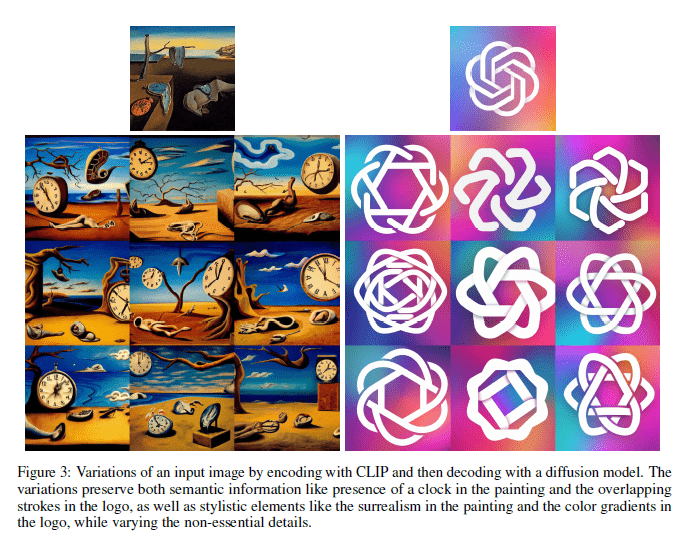 Figure 3: Variations of an input image by encoding with CLIP and then decoding with a diffusion model. The
variations preserve both semantic information like presence of a clock in the painting and the overlapping
strokes in the logo, as well as stylistic elements like the surrealism in the painting and the color gradients in
the logo, while varying the non-essential details.